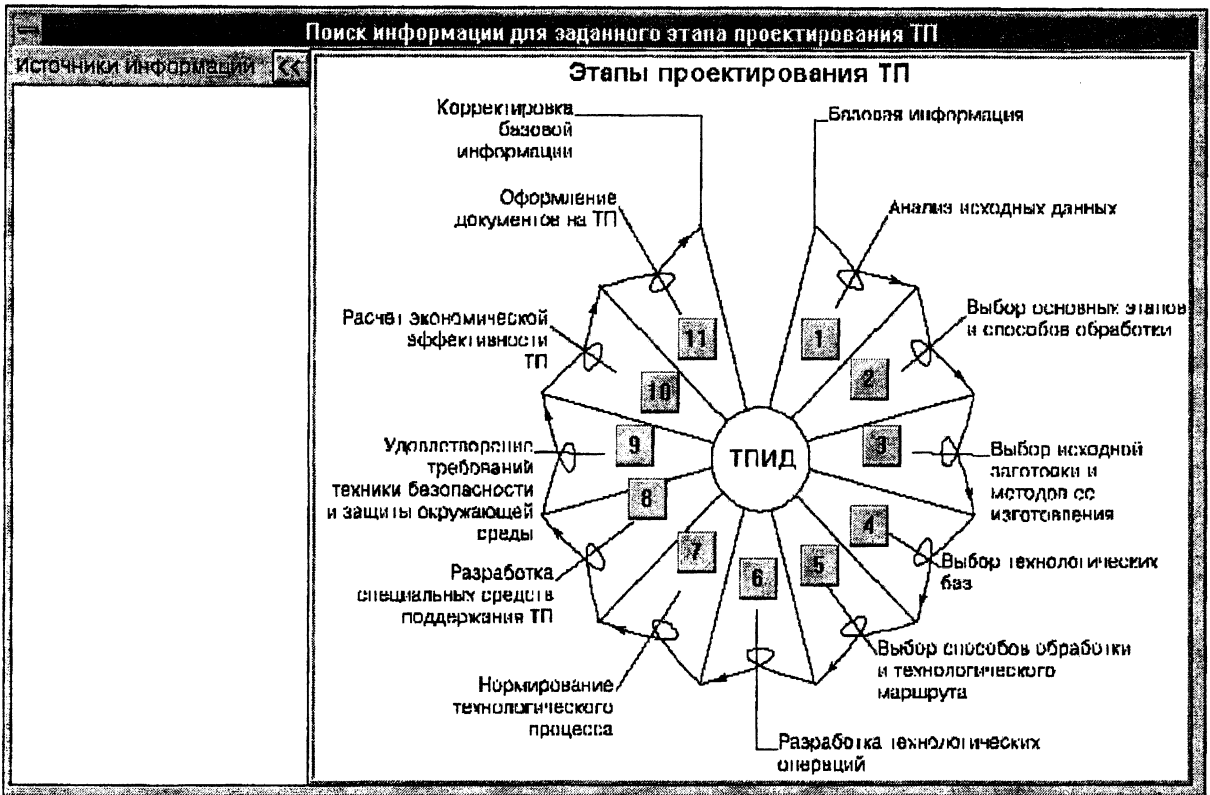 Поиск информации для заданного этапа проектирования ТП
Источники информации
<<
Этапы проектирования ТП
Корректировка
базовой
информации
Базовая информация
Оформление
документов на ТП
Анализ исходных данных
Расчет экономической
эффективности
ТП
Выбор основных этапов
и способов обработки
11
1
10
2
9
3
ТПИД
Удовлетворение
требований
техники безопасности
и защиты окружающей
среды
Выбор исходной
заготовки и
методов ее
изготовления
8
4
7
6
5
Разработка
специальных средств
поддержания ТП
Выбор технологических
баз
Нормирование
технологического
процесса
Выбор способов обработки
и технологического
маршрута
Разработка технологических
операций